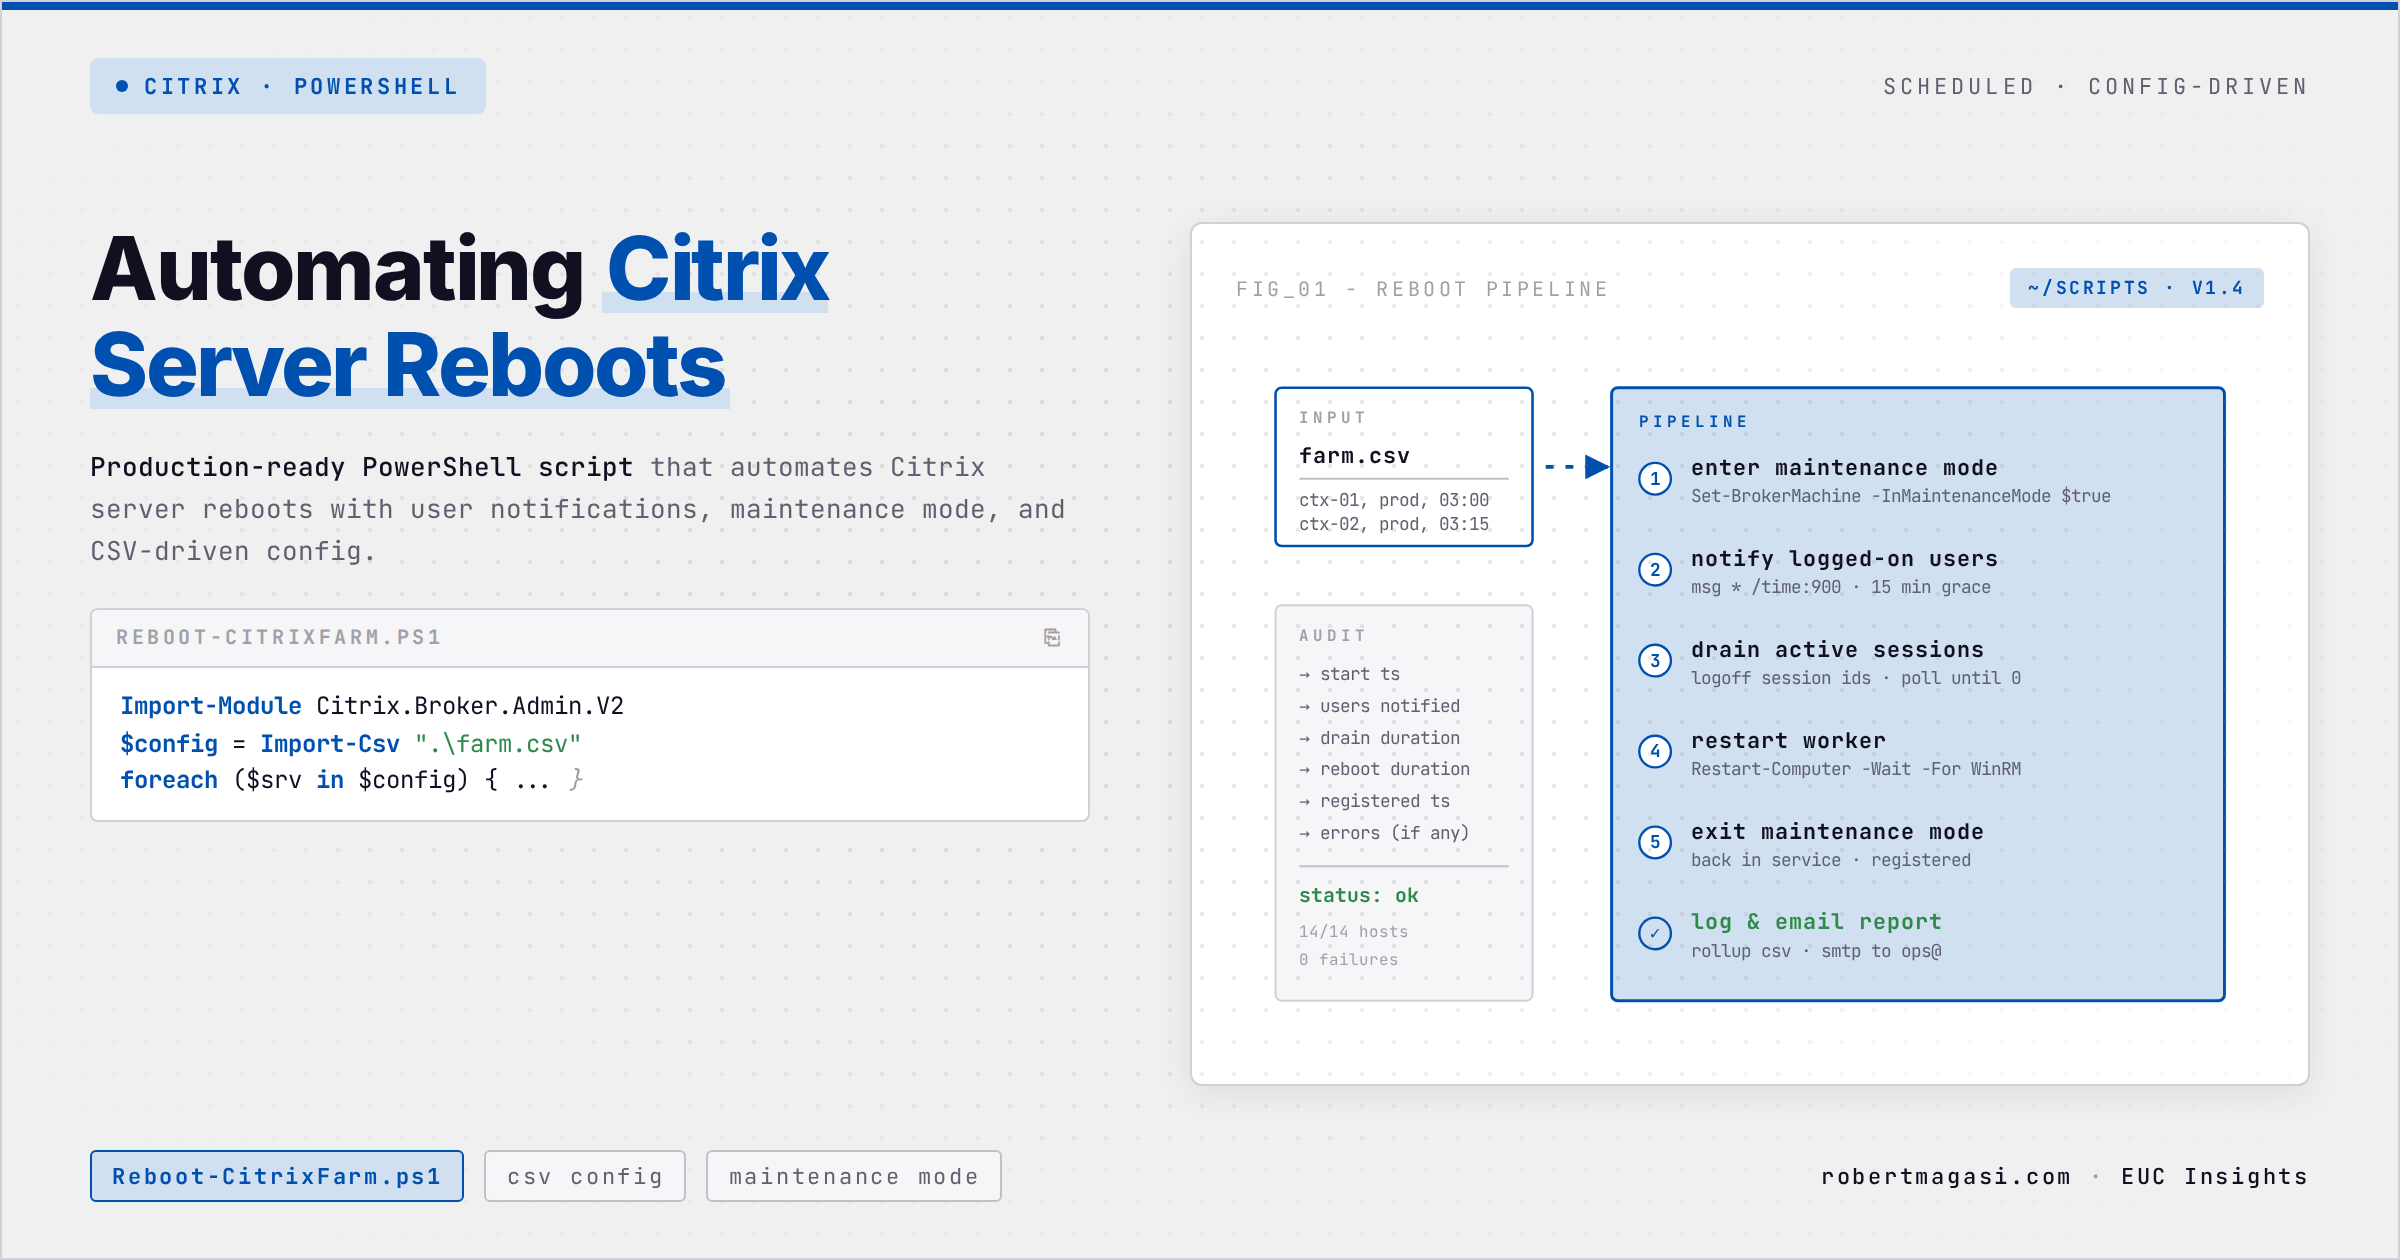 CITRIX · POWERSHELL
SCHEDULED · CONFIG-DRIVEN
Automating Citrix
Server Reboots
Production-ready PowerShell script that automates Citrix
server reboots with user notifications, maintenance mode, and
CSV-driven config.
REBOOT-CITRIXFARM.PS1
Import-Module Citrix.Broker.Admin.V2
$config = Import-Csv ".\farm.csv"
foreach ($srv in $config) { ... }
FIG_01 - REBOOT PIPELINE
~/SCRIPTS · V1.4
INPUT
farm.csv
ctx-01, prod, 03:00
ctx-02, prod, 03:15
AUDIT
→ start ts
→ users notified
→ drain duration
→ reboot duration
→ registered ts
→ errors (if any)
status: ok
14/14 hosts
0 failures
PIPELINE
1 enter maintenance mode
Set-BrokerMachine -InMaintenanceMode $true
2 notify logged-on users
msg * /time:900 · 15 min grace
3 drain active sessions
logoff session ids · poll until 0
4 restart worker
Restart-Computer -Wait -For WinRM
5 exit maintenance mode
back in service · registered
✓ log & email report
rollup csv · smtp to ops@
Reboot-CitrixFarm.ps1
csv config
maintenance mode
robertmagasi.com · EUC Insights